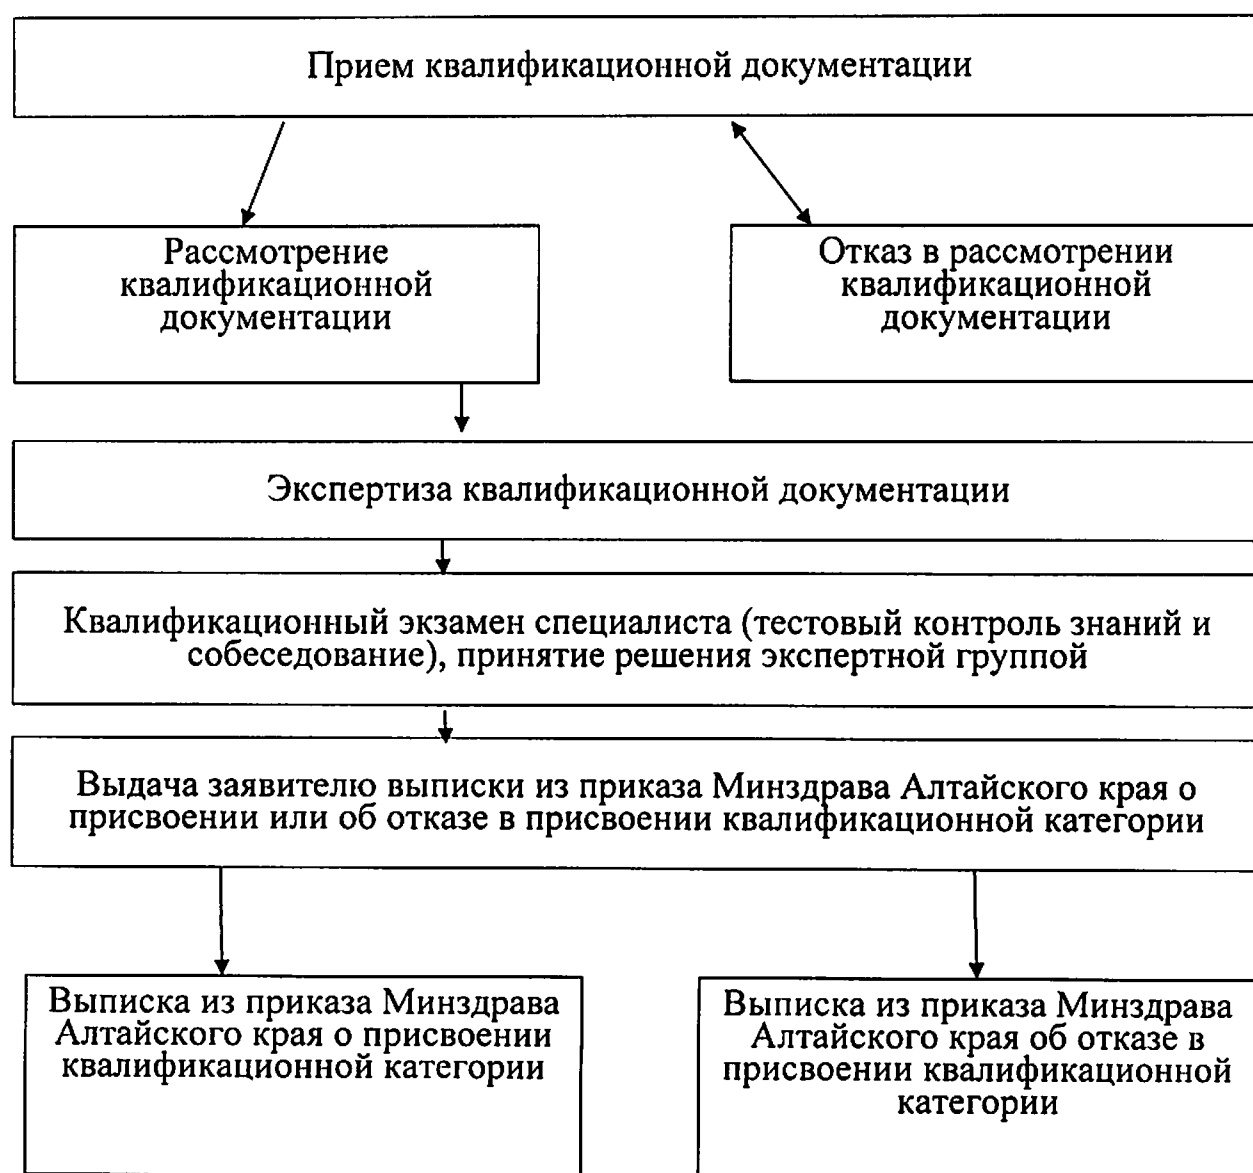 Прием квалификационной документации
Рассмотрение
квалификационной
документации
Отказ в рассмотрении
квалификационной
документации
Экспертиза квалификационной документации
Квалификационный экзамен специалиста (тестовый контроль знаний и
собеседование), принятие решения экспертной группой
Выдача заявителю выписки из приказа Минздрава Алтайского края о
присвоении или об отказе в присвоении квалификационной категории
Выписка из приказа Минздрава
Алтайского края о присвоении
квалификационной категории
Выписка из приказа Минздрава
Алтайского края об отказе в
присвоении квалификационной
категории